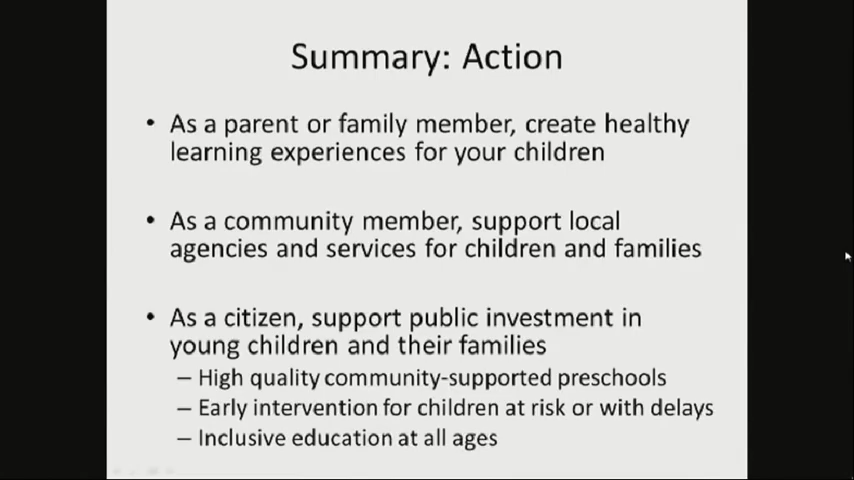 Summary: Action
• As a parent or family member, create healthy
learning experiences for your children
• As a community member, support local
agencies and services for children and families
• As a citizen, support public investment in
young children and their families
– High quality community-supported preschools
– Early intervention for children at risk or with delays
– Inclusive education at all ages